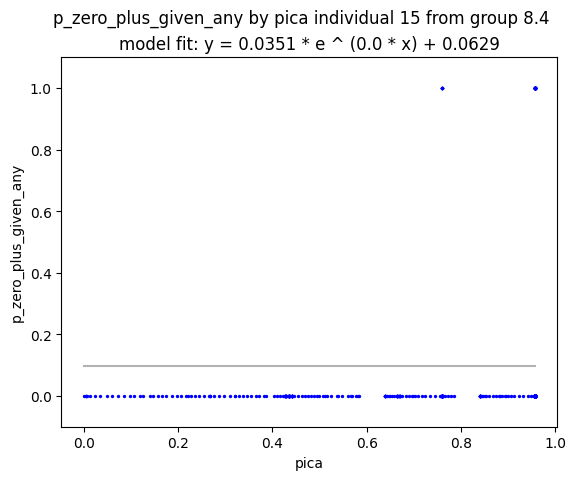 p_zero_plus_given_any by pica individual 15 from group 8.4
model fit: y = 0.0351 * e ^ (0.0 * x) + 0.0629
1.0
0.8
0.6
0.4
0.2
0.0
p_zero_plus_given_any
0.0 0.2 0.4 0.6 0.8 1.0
pica